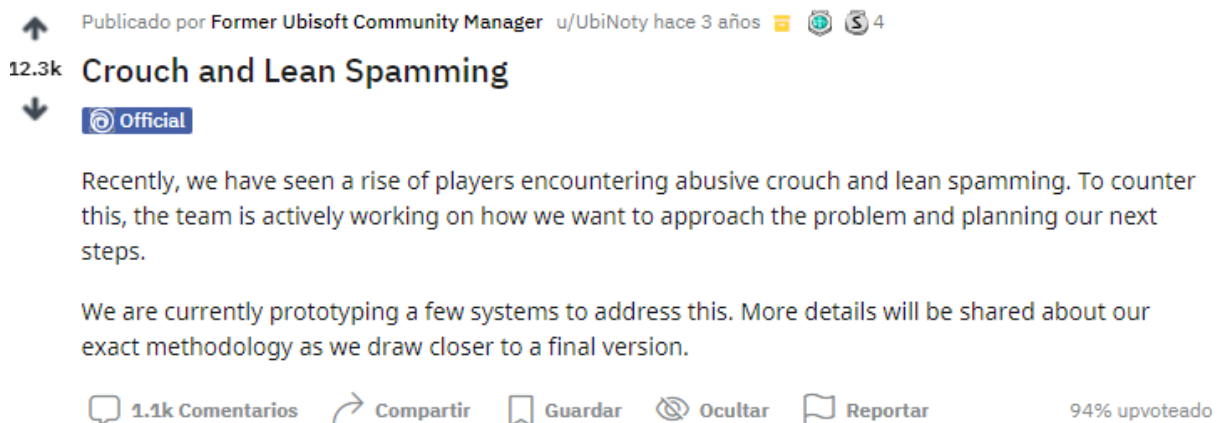 Publicado por Former Ubisoft Community Manager u/UbiNoty hace 3 años 4
12.3k Crouch and Lean Spamming
Official
Recently, we have seen a rise of players encountering abusive crouch and lean spamming. To counter
this, the team is actively working on how we want to approach the problem and planning our next
steps.
We are currently prototyping a few systems to address this. More details will be shared about our
exact methodology as we draw closer to a final version.
1.1k Comentarios Compartir Guardar Ocultar Reportar 94% upvoteado